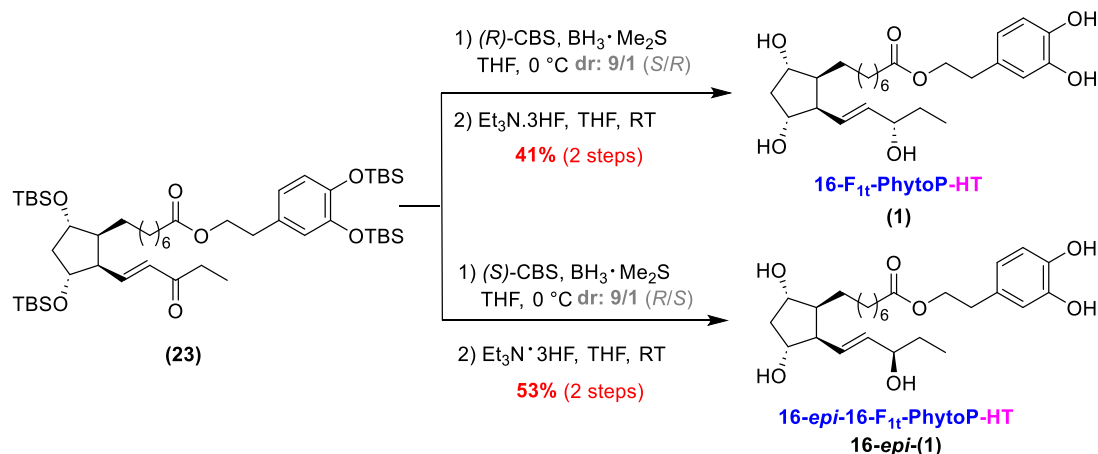 1) (R)-CBS, BH3·Me2S
THF, 0 °C dr: 9/1 (S/R)
2) Et3N.3HF, THF, RT
41% (2 steps)
HO
O
O
6
OH
OH
HO
OH
16-F1t-PhytoP-HT
(1)
TBSO
O
O
6
OTBS
OTBS
TBSO
O
(23)
1) (S)-CBS, BH3·Me2S
THF, 0 °C dr: 9/1 (R/S)
2) Et3N·3HF, THF, RT
53% (2 steps)
HO
O
O
6
OH
OH
HO
OH
16-epi-16-F1t-PhytoP-HT
16-epi-(1)